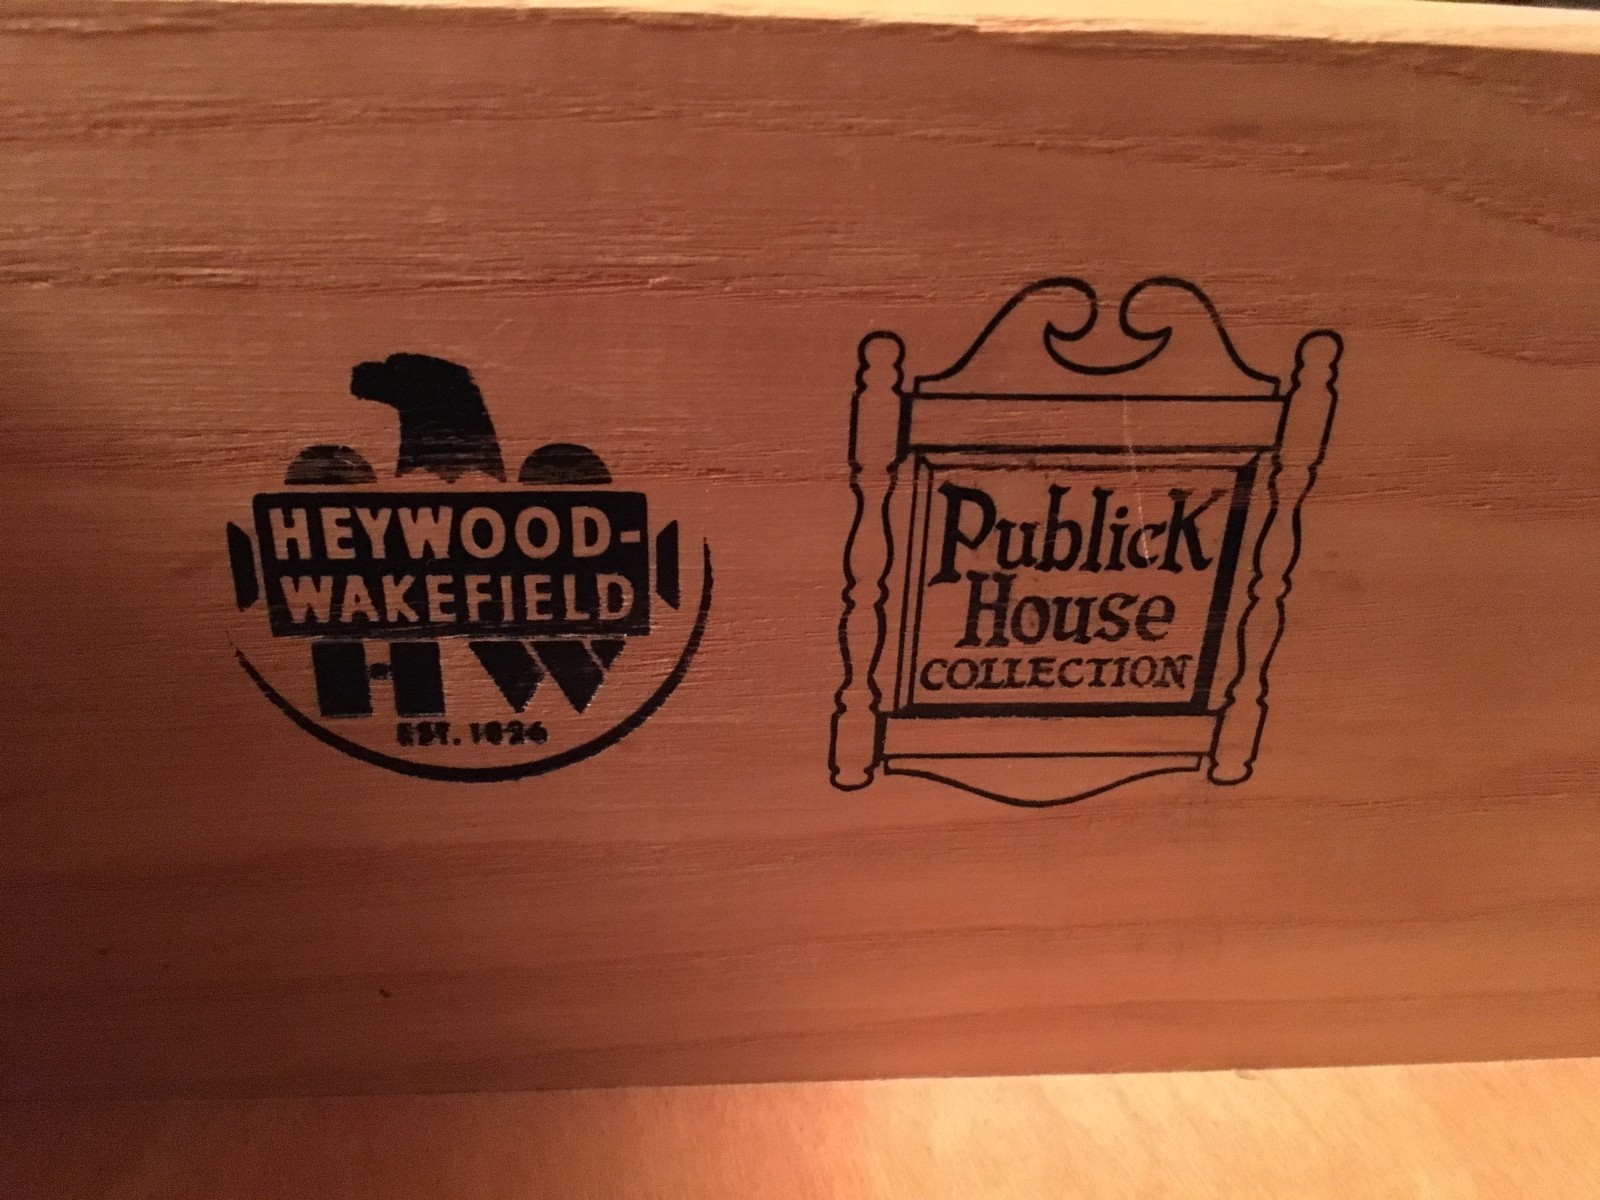 HEYWOOD-
WAKEFIELD
HW
EST. 1826
Publick
House
COLLECTION